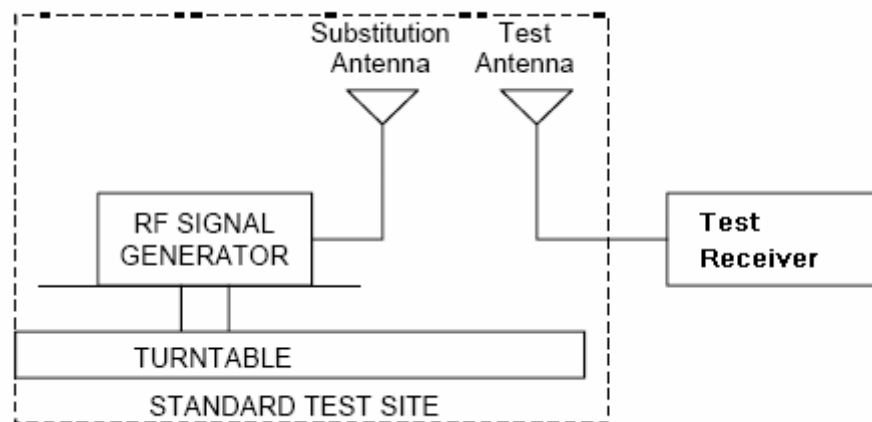 Substitution
Antenna
Test
Antenna
RF SIGNAL
GENERATOR
Test
Receiver
TURNTABLE
STANDARD TEST SITE